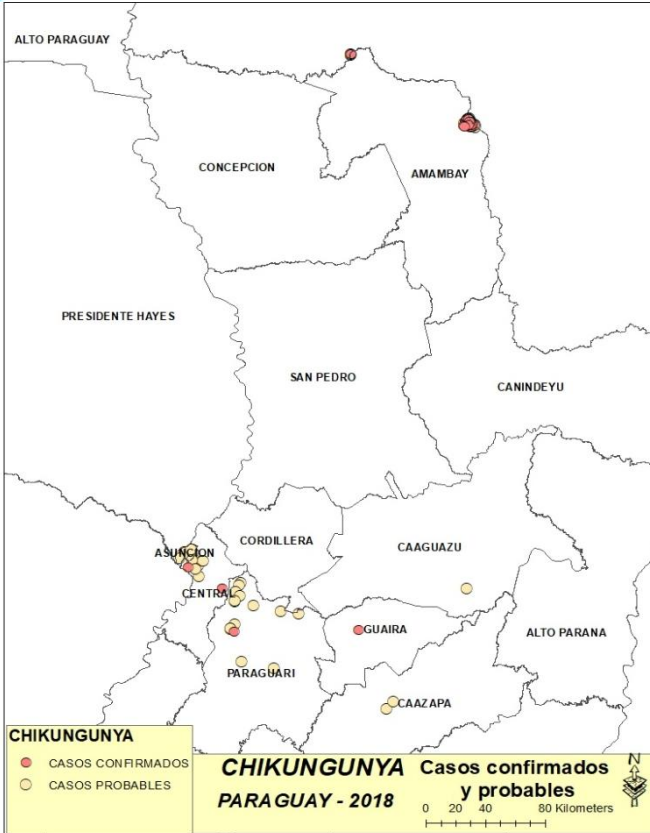 ALTO PARAGUAY
CONCEPCION
AMAMBAY
PRESIDENTE HAYES
SAN PEDRO
CANINDEYU
ASUNCION
CORDILLERA
CAAGUAZU
CENTRAL
GUAIRA
ALTO PARANA
PARAGUARI
CAAZAPA
CHIKUNGUNYA
CASOS CONFIRMADOS
CASOS PROBABLES
CHIKUNGUNYA
PARAGUAY - 2018
Casos confirmados
y probables
0 20 40 80 Kilometers
N